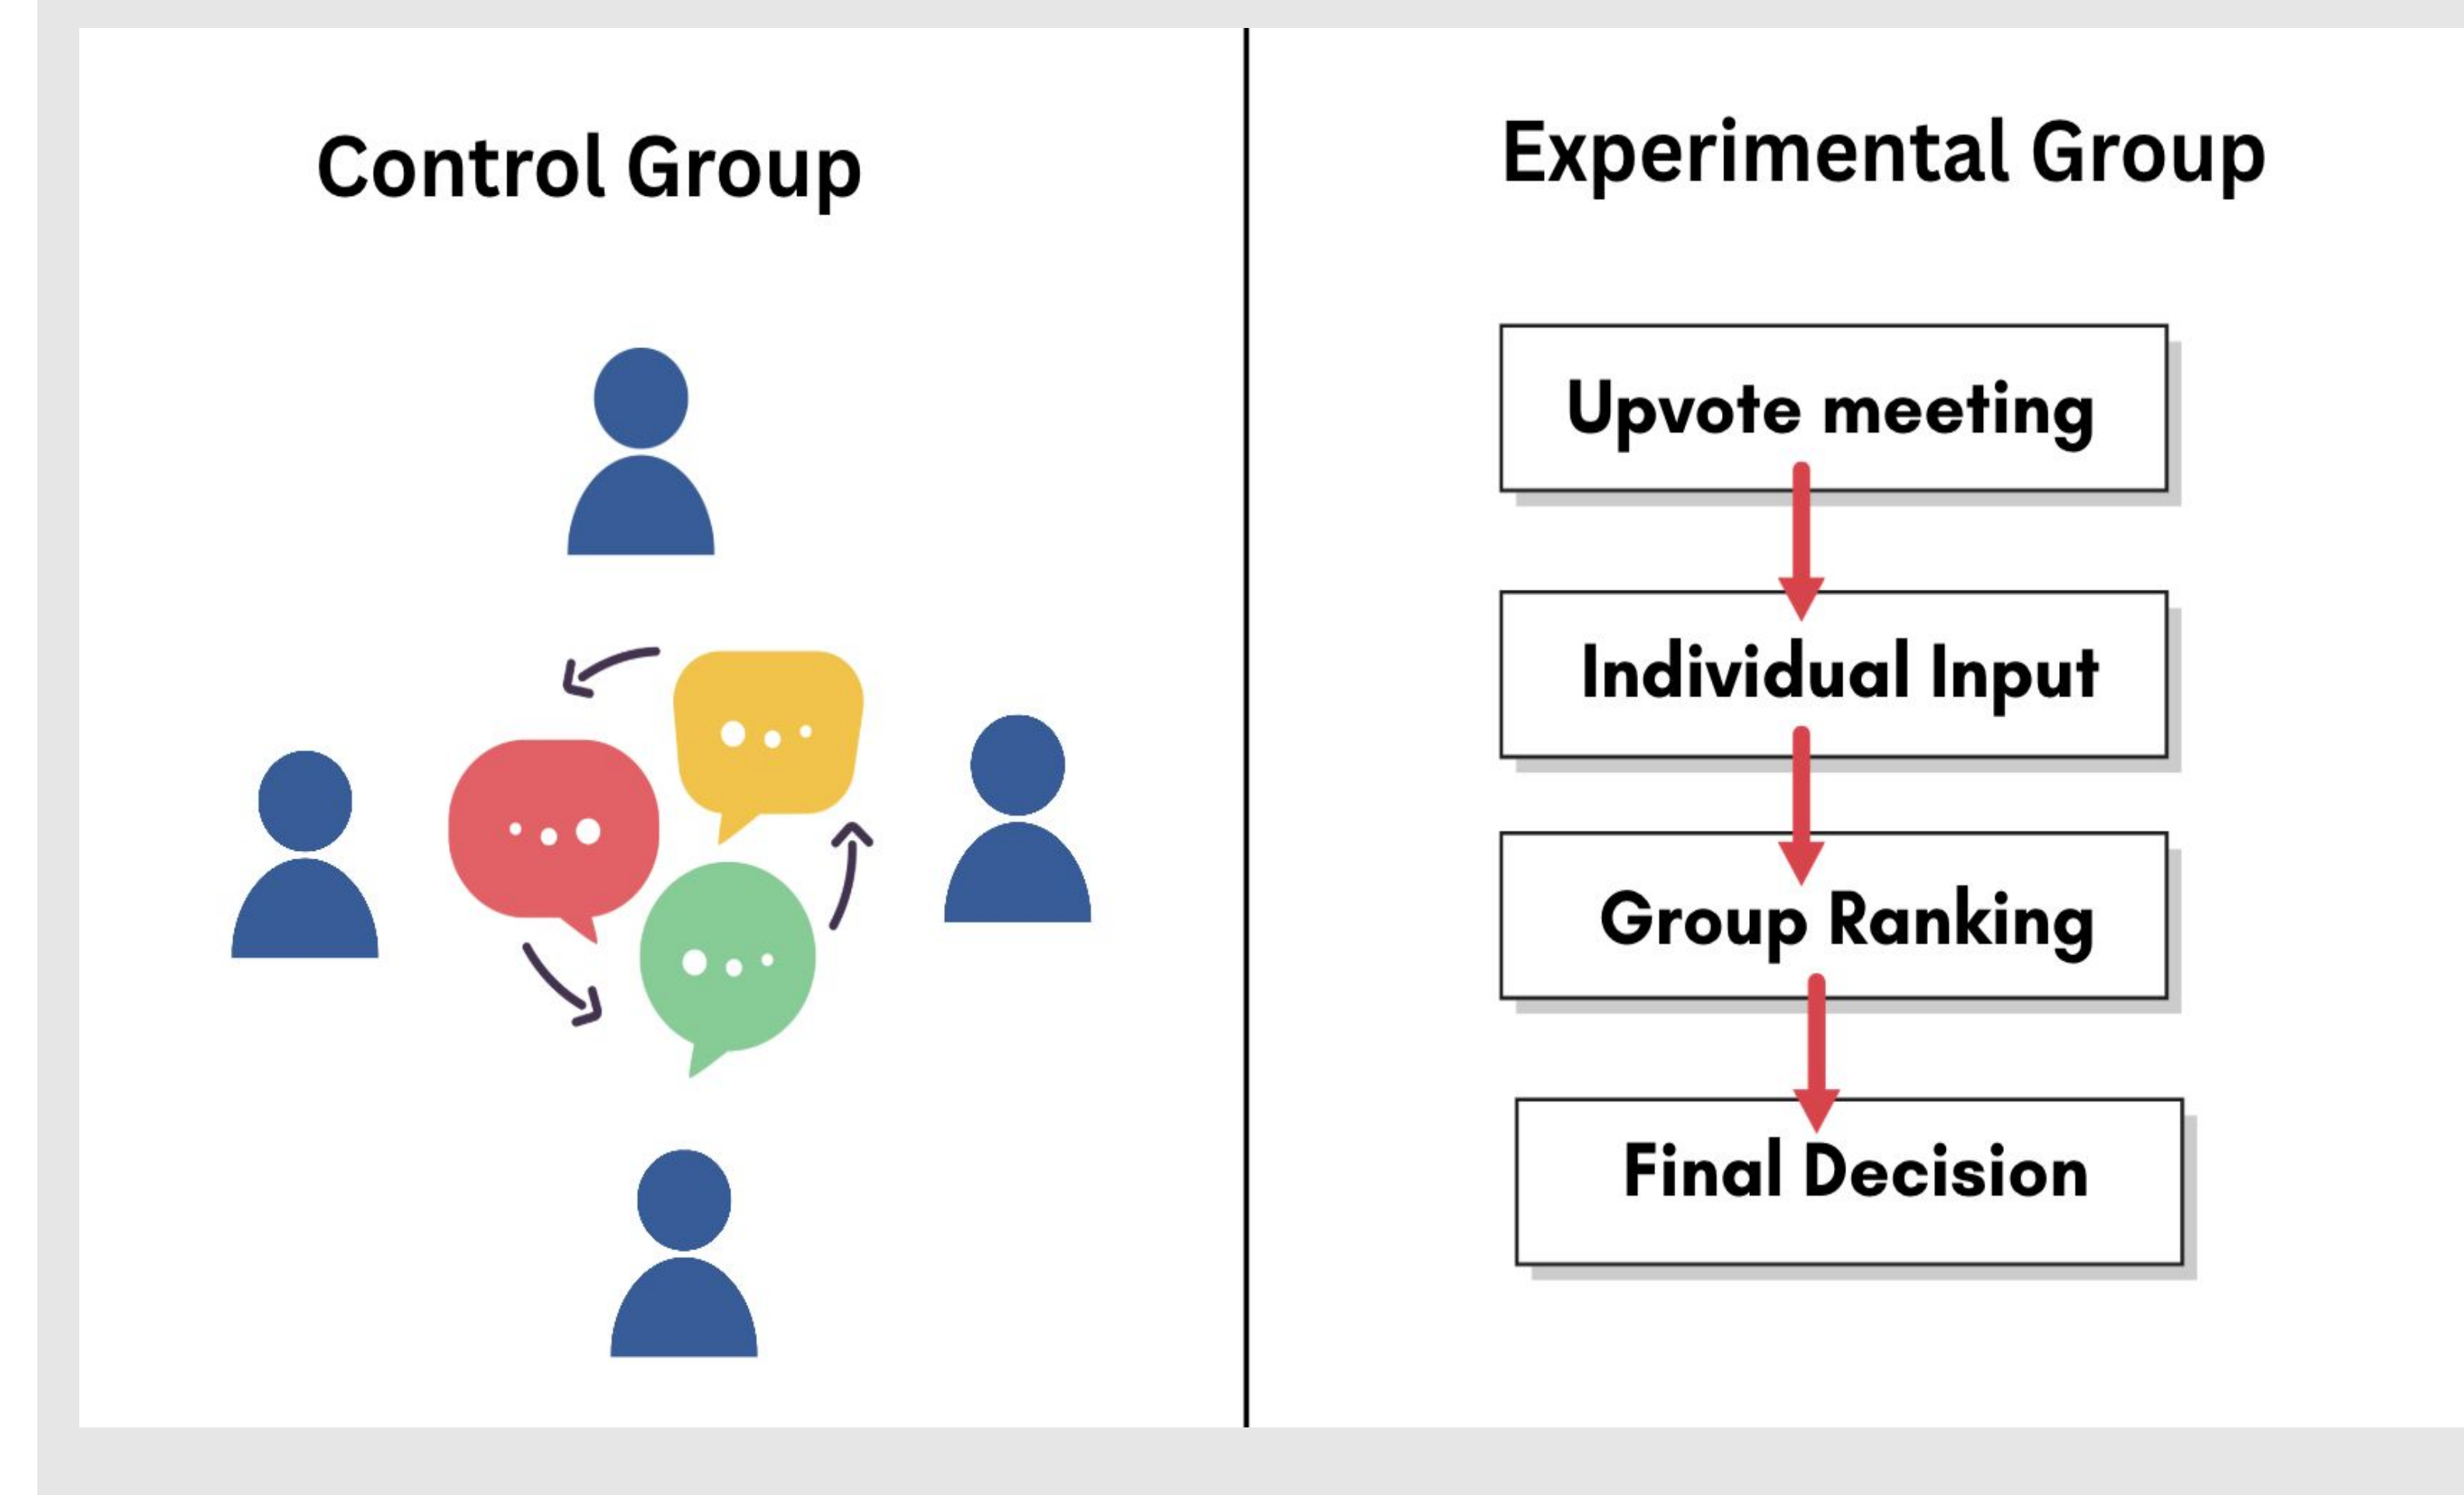 Control Group
Experimental Group
Upvote meeting
Individual Input
Group Ranking
Final Decision